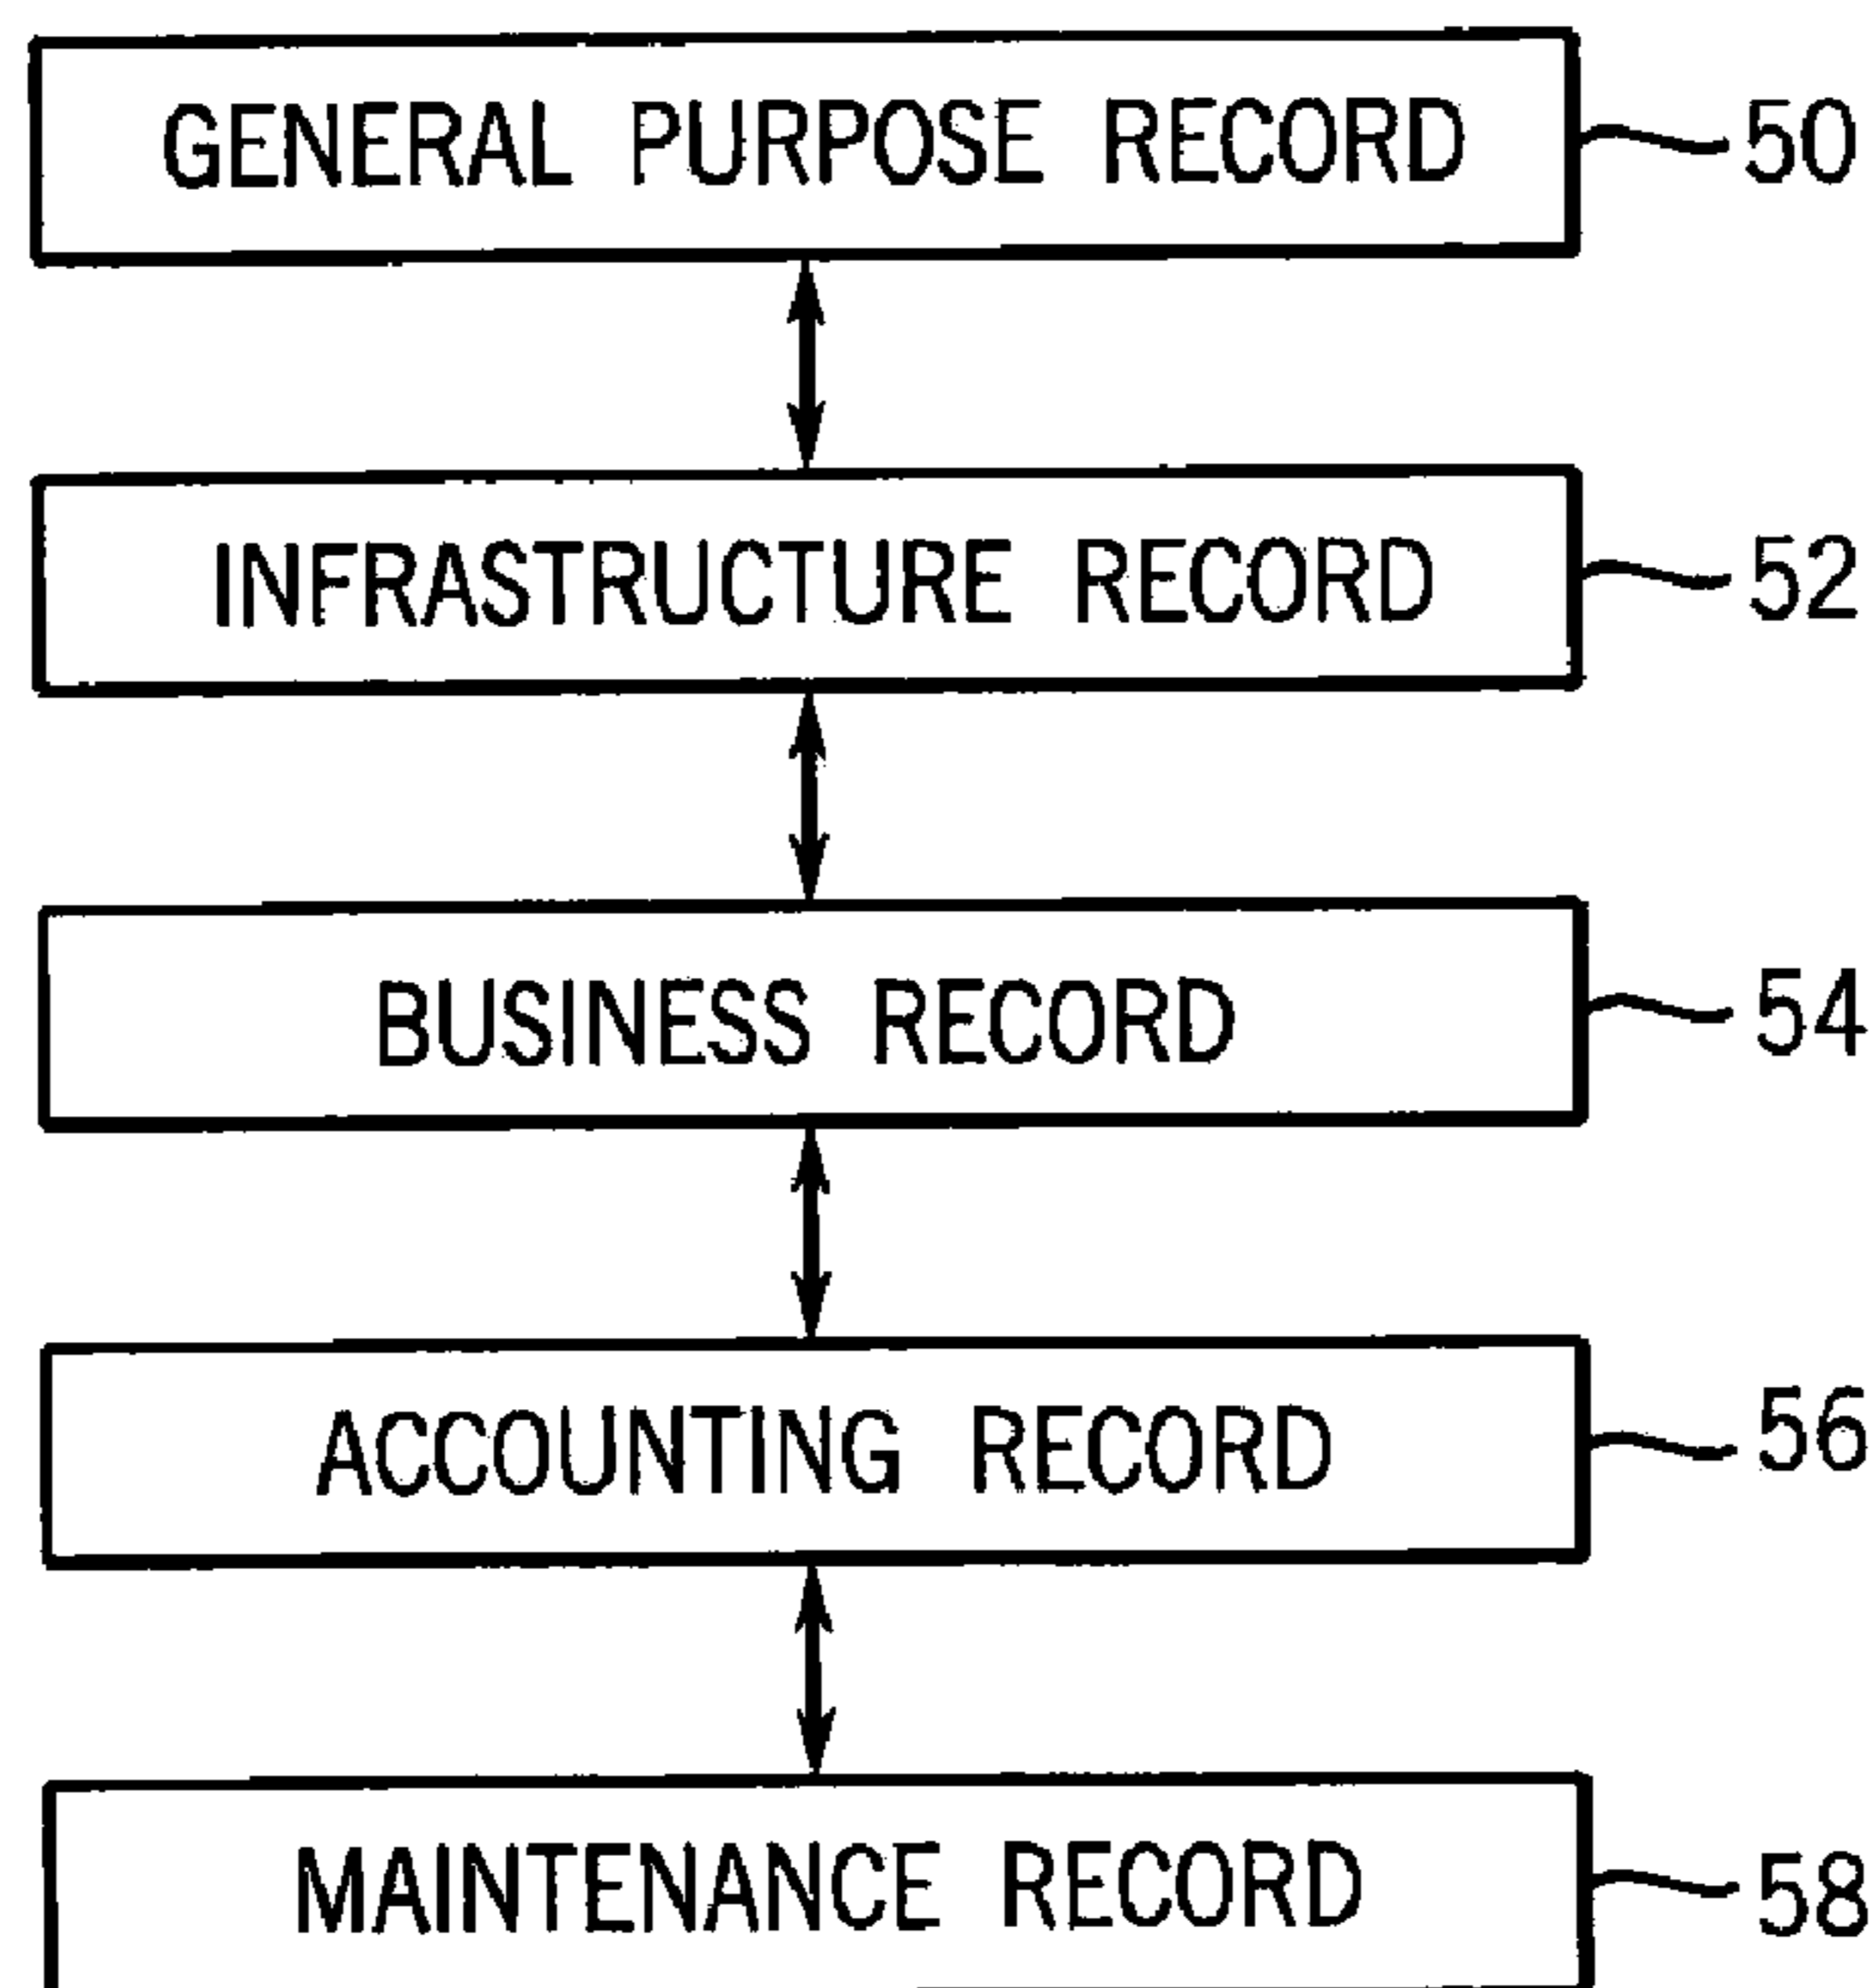 GENERAL PURPOSE RECORD 50
INFRASTRUCTURE RECORD 52
BUSINESS RECORD 54
ACCOUNTING RECORD 56
MAINTENANCE RECORD 58